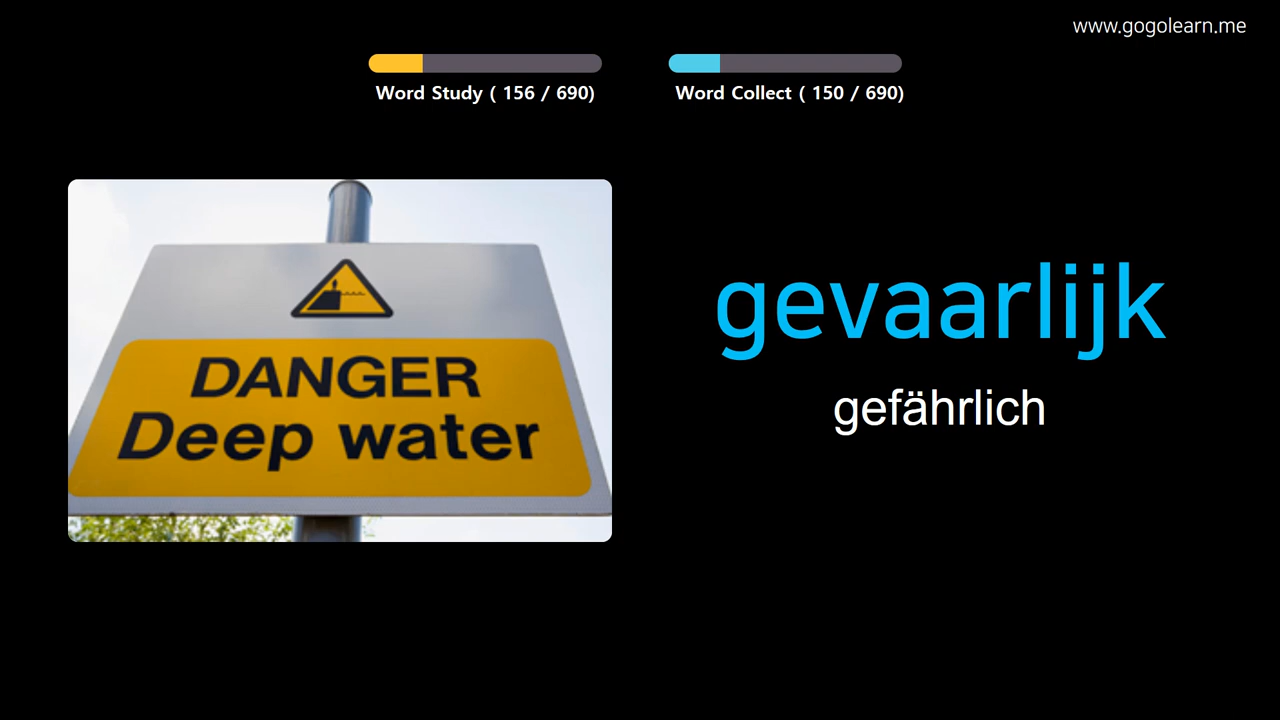 www.gogolearn.me
Word Study ( 156 / 690)
Word Collect ( 150 / 690)
DANGER
Deep water
gevaarlijk
gefährlich